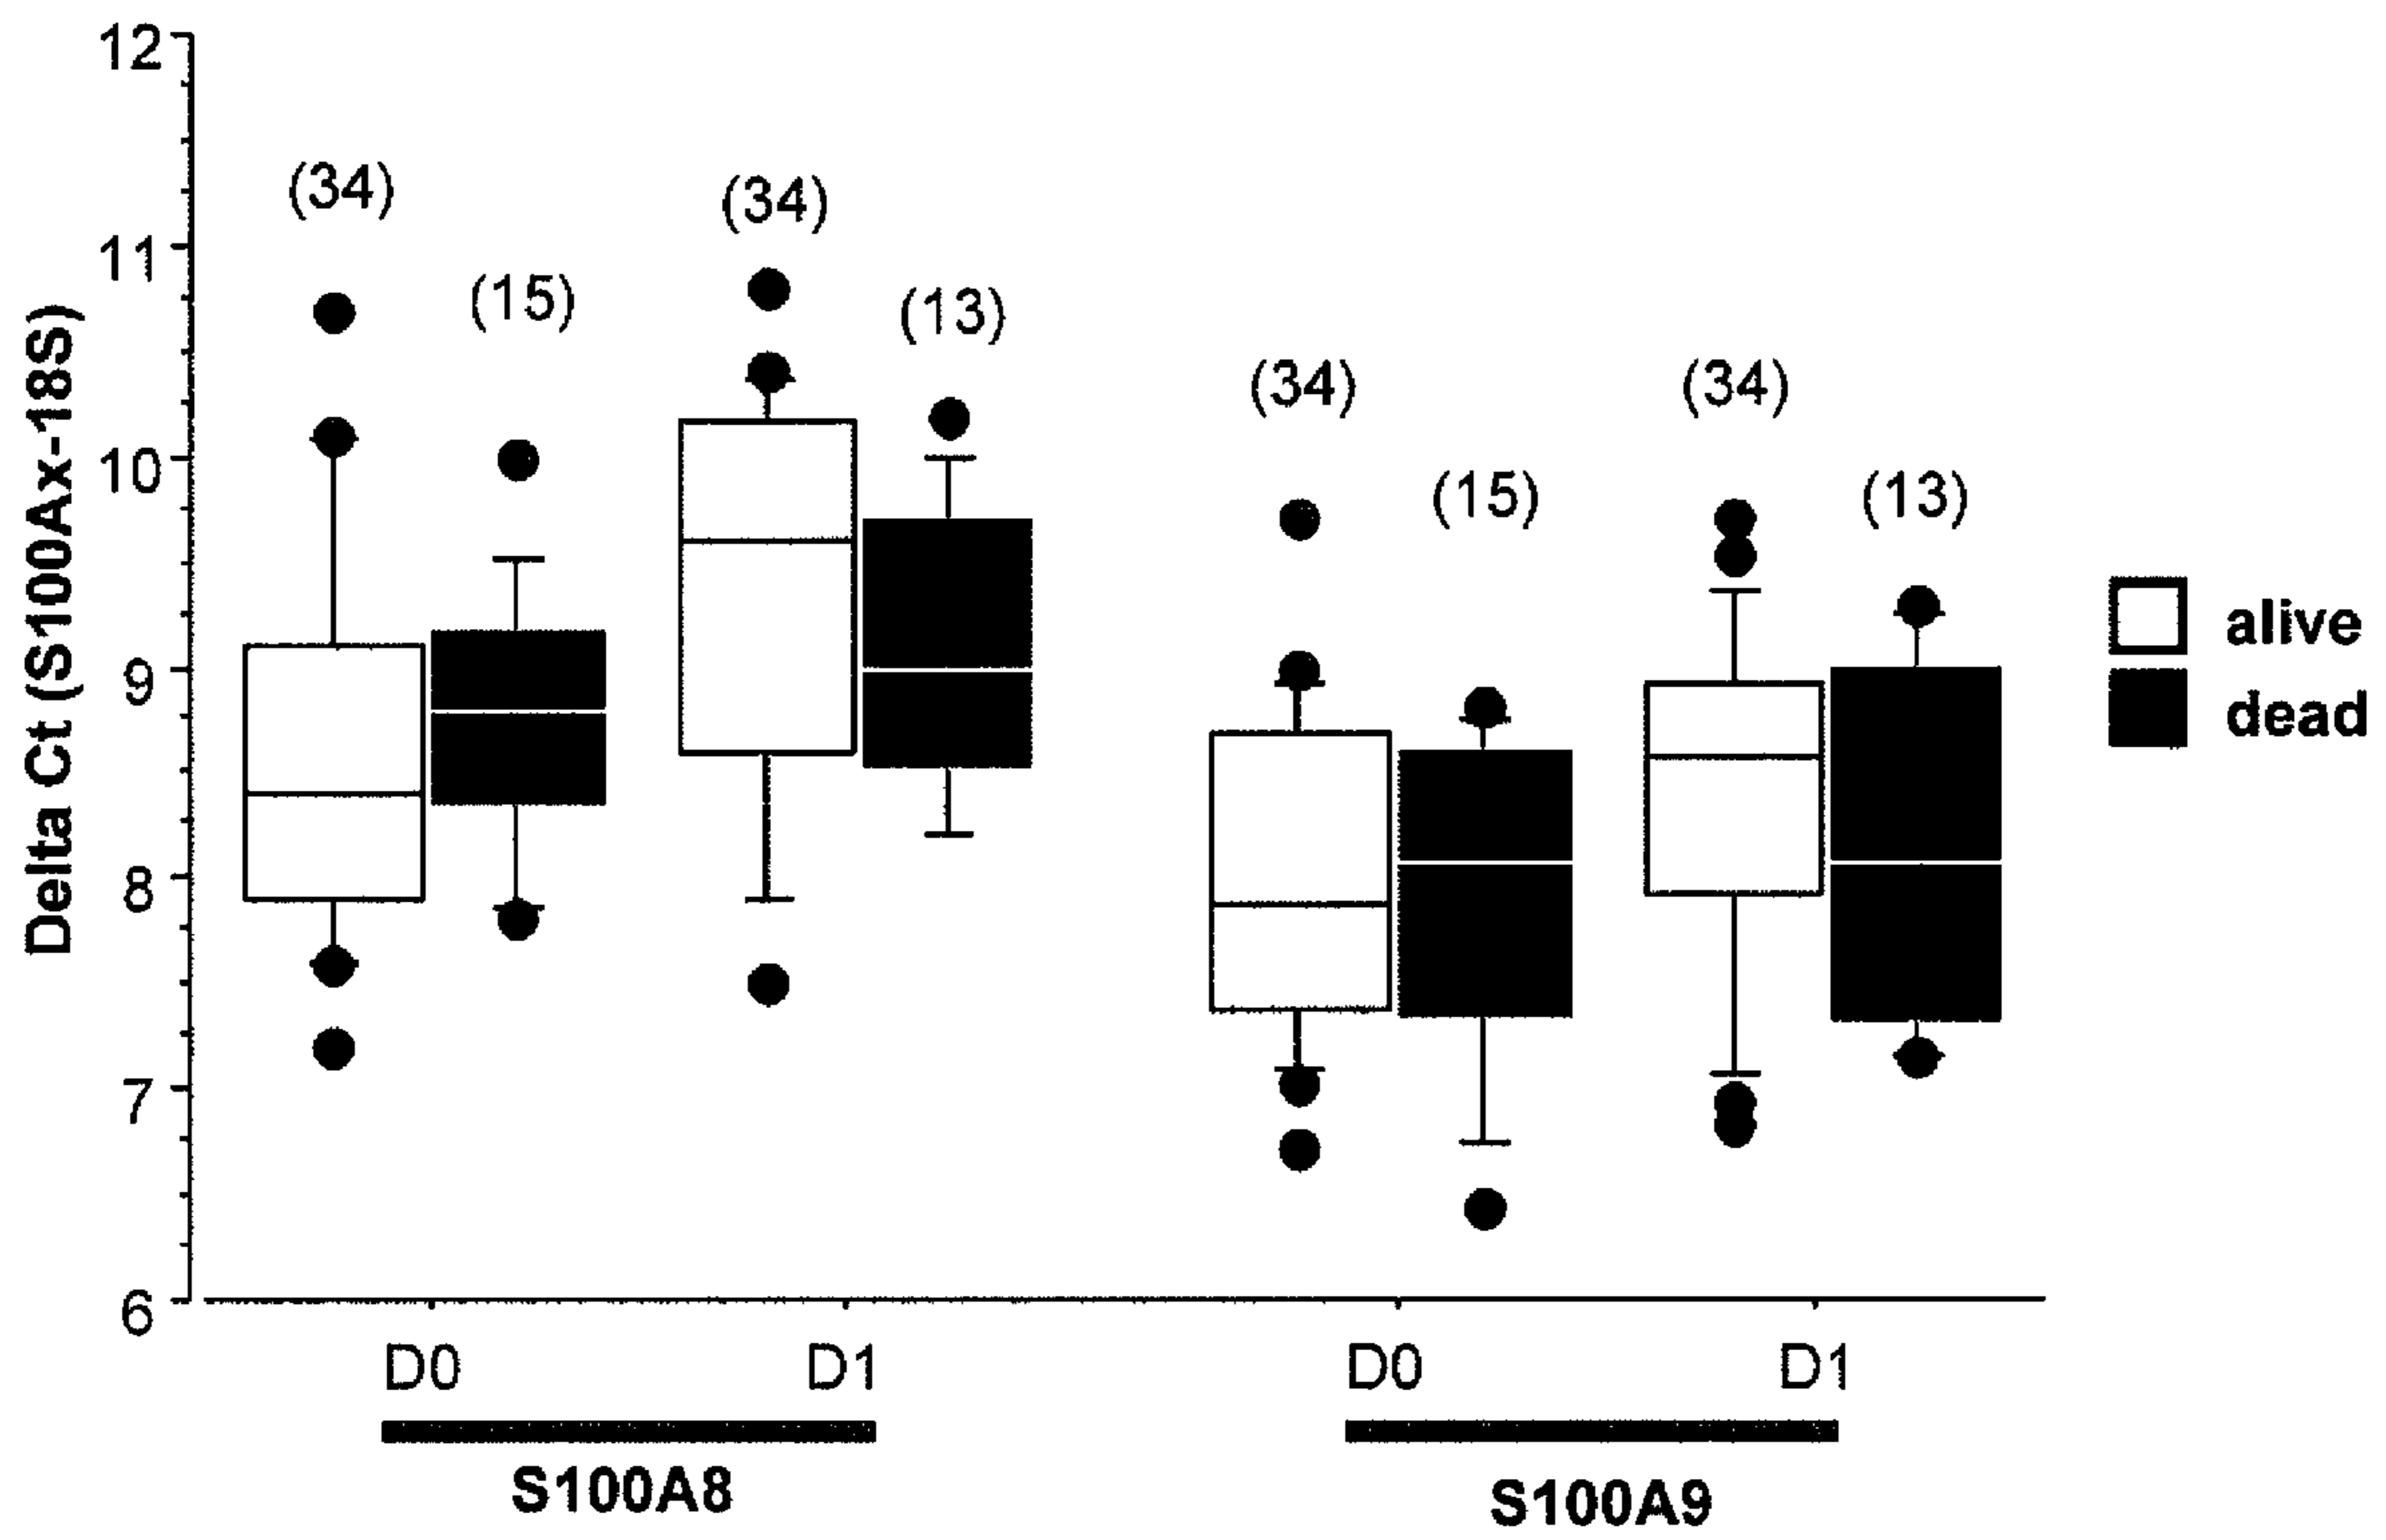 Delta Ct (S100Ax-18S)
12
11
10
9
8
7
6
(34)
(15)
(34)
(13)
(34)
(15)
(34)
(13)
alive
dead
D0
D1
D0
D1
S100A8
S100A9